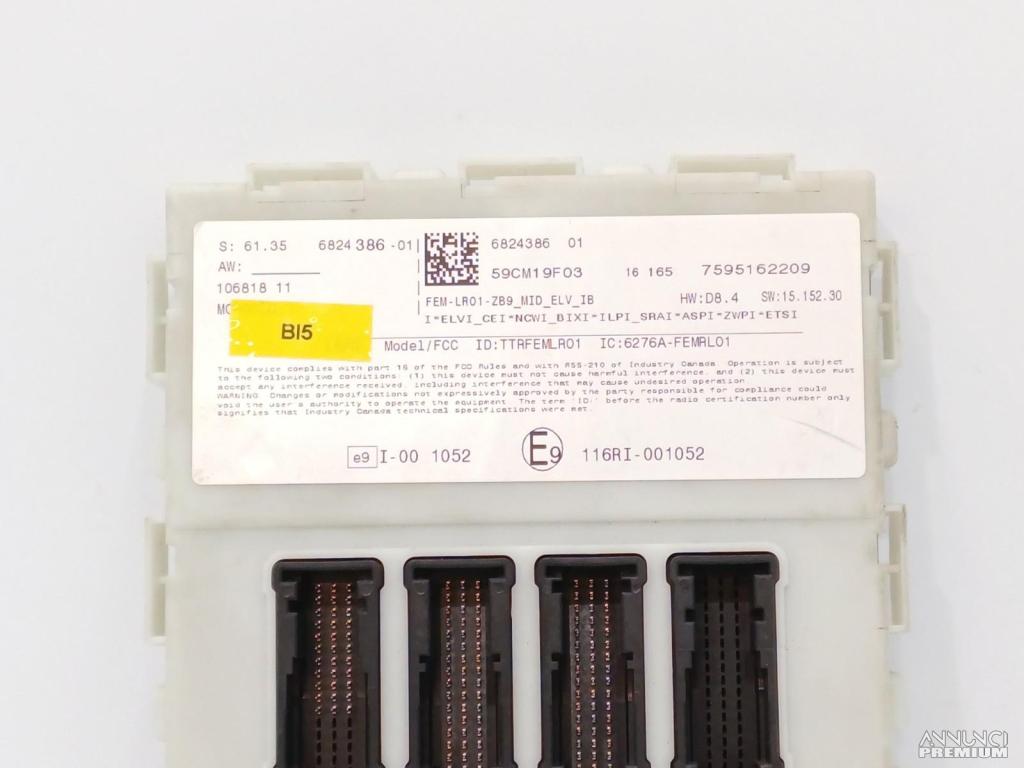 S: 61.35 6824 386 -01
6824386 01
AW:
59CM19F03 16 165 7595162209
106818 11
FEM-LR01-ZB9_MID_ELV_IB HW:D8.4 SW:15.152.30
I*ELVI_CEI*NCWI_BIXI*ILPI_SRAI*ASPI*ZWPI*ETSI
BI5
Model/FCC ID:TTRFEMLR01 IC:6276A-FEMRL01
This device complies with part 15 of the FCC Rules and with RSS-210 of Industry Canada. Operation is subject
to the following two conditions: (1) this device must not cause harmful interference, and (2) this device must
accept any interference received, including interference that may cause undesired operation.
WARNING: Changes or modifications not expressively approved by the party responsible for compliance could
void the user's authority to operate the equipment. The term 'ID:' before the radio certification number only
signifies that Industry Canada technical specifications were met.
e9 I-00 1052 E9 116RI-001052
ANNUNCI
PREMIUM